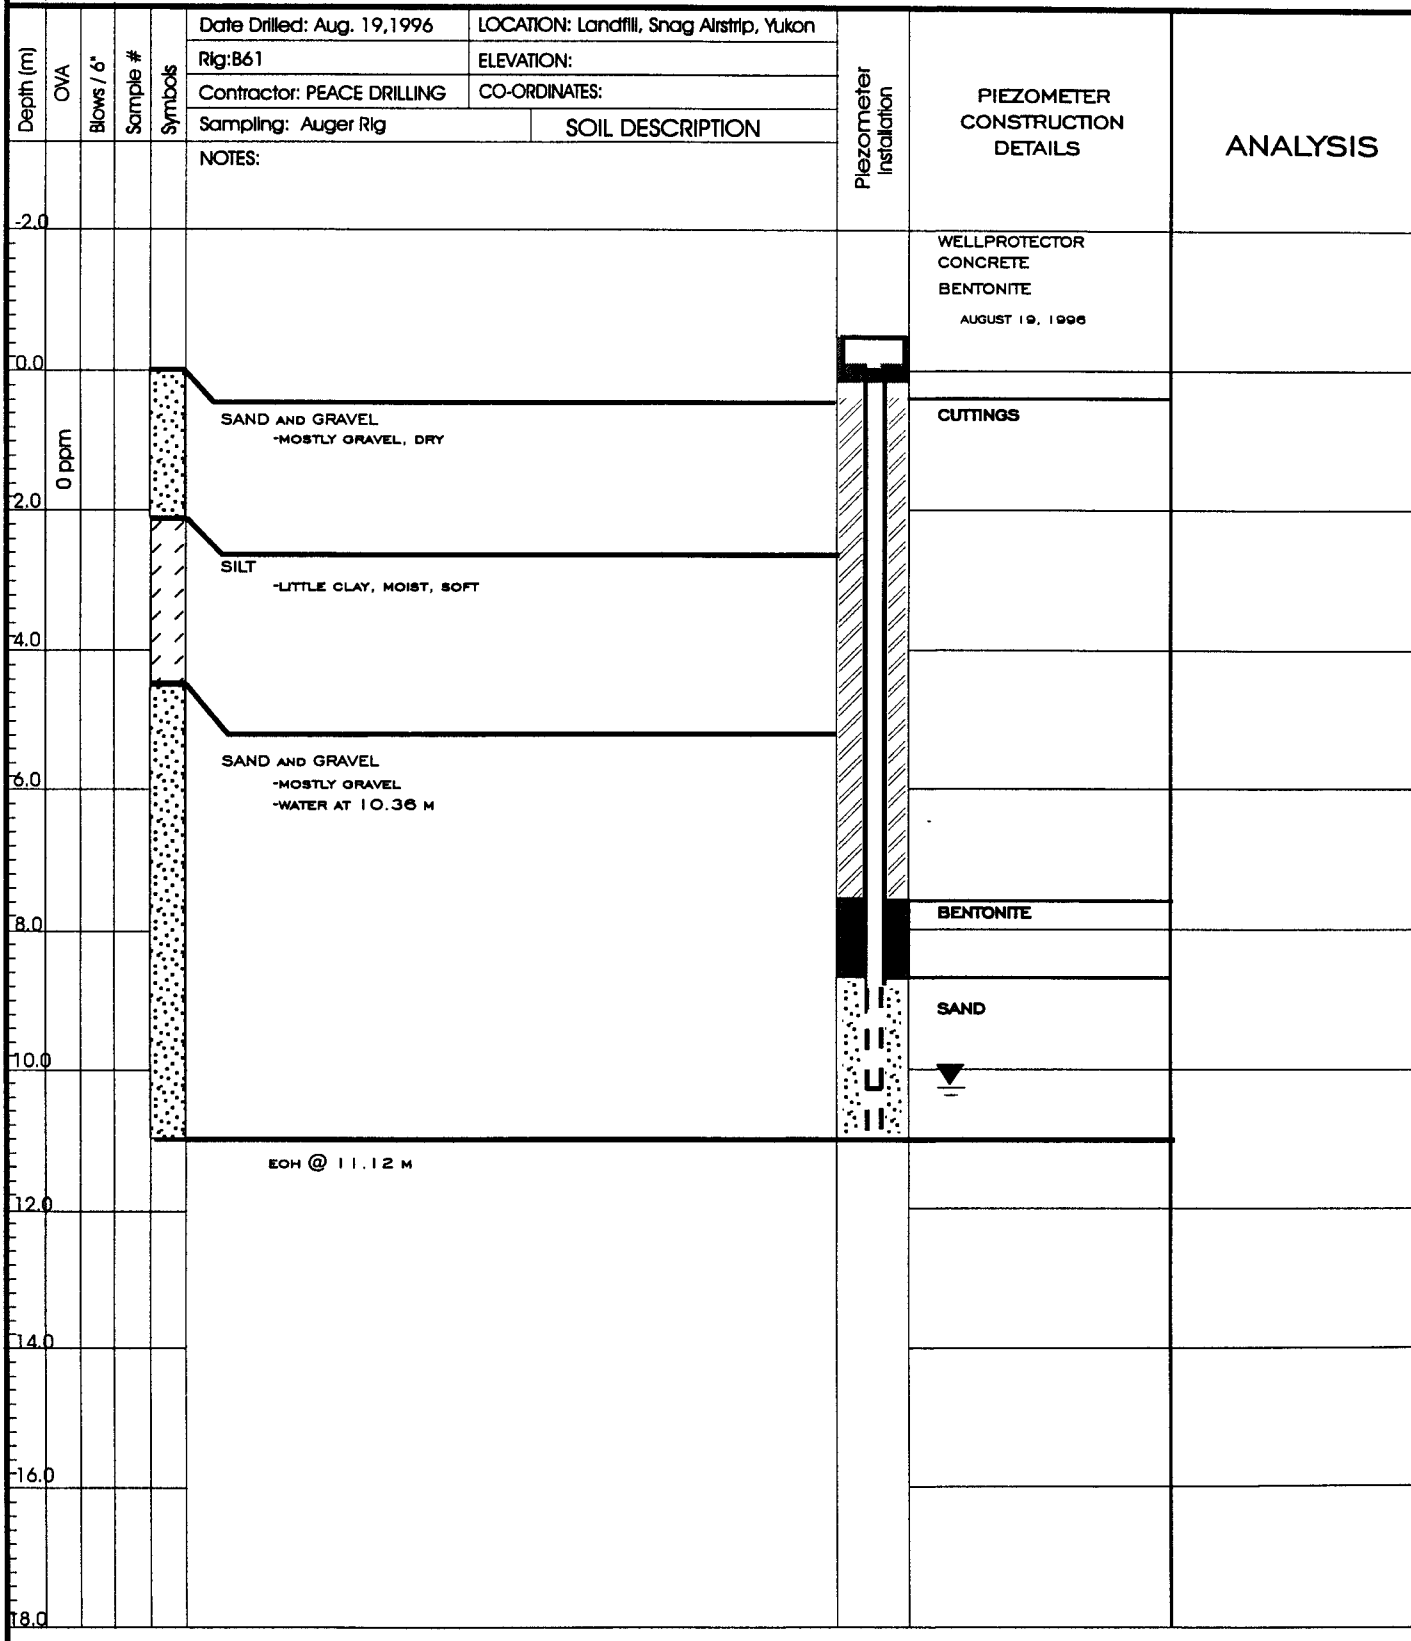 Depth (m)
OVA
Blows / 6"
Sample #
Symbols
Date Drilled: Aug. 19,1996
LOCATION: Landfill, Snag Airstrip, Yukon
Rig:B61
ELEVATION:
Contractor: PEACE DRILLING
CO-ORDINATES:
Sampling: Auger Rig
SOIL DESCRIPTION
NOTES:
Piezometer
Installation
PIEZOMETER
CONSTRUCTION
DETAILS
ANALYSIS
-2.0
WELLPROTECTOR
CONCRETE
BENTONITE
AUGUST 19, 1996
0.0
SAND AND GRAVEL
-MOSTLY GRAVEL, DRY
CUTTINGS
0 ppm
2.0
SILT
-LITTLE CLAY, MOIST, SOFT
4.0
SAND AND GRAVEL
-MOSTLY GRAVEL
-WATER AT 10.36 M
6.0
8.0
BENTONITE
SAND
10.0
EOH @ 11.12 M
12.0
14.0
16.0
18.0